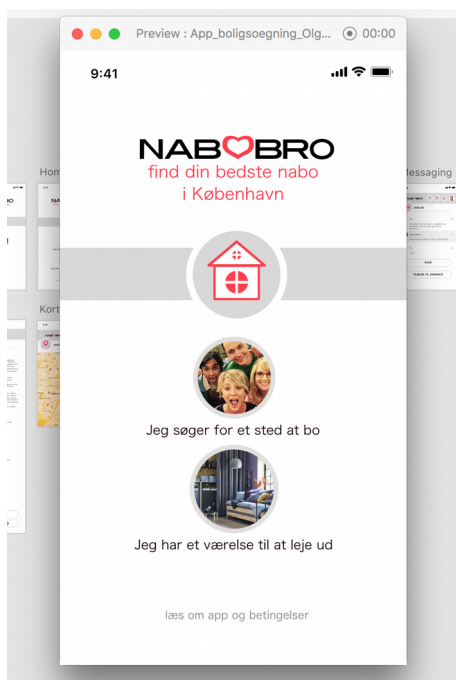 Preview : App_boligsoegning_Olg... 00:00
9:41
NABOBRO
find din bedste nabo
i København
Jeg søger for et sted at bo
Jeg har et værelse til at leje ud
læs om app og betingelser
Hom
Kort
Messaging